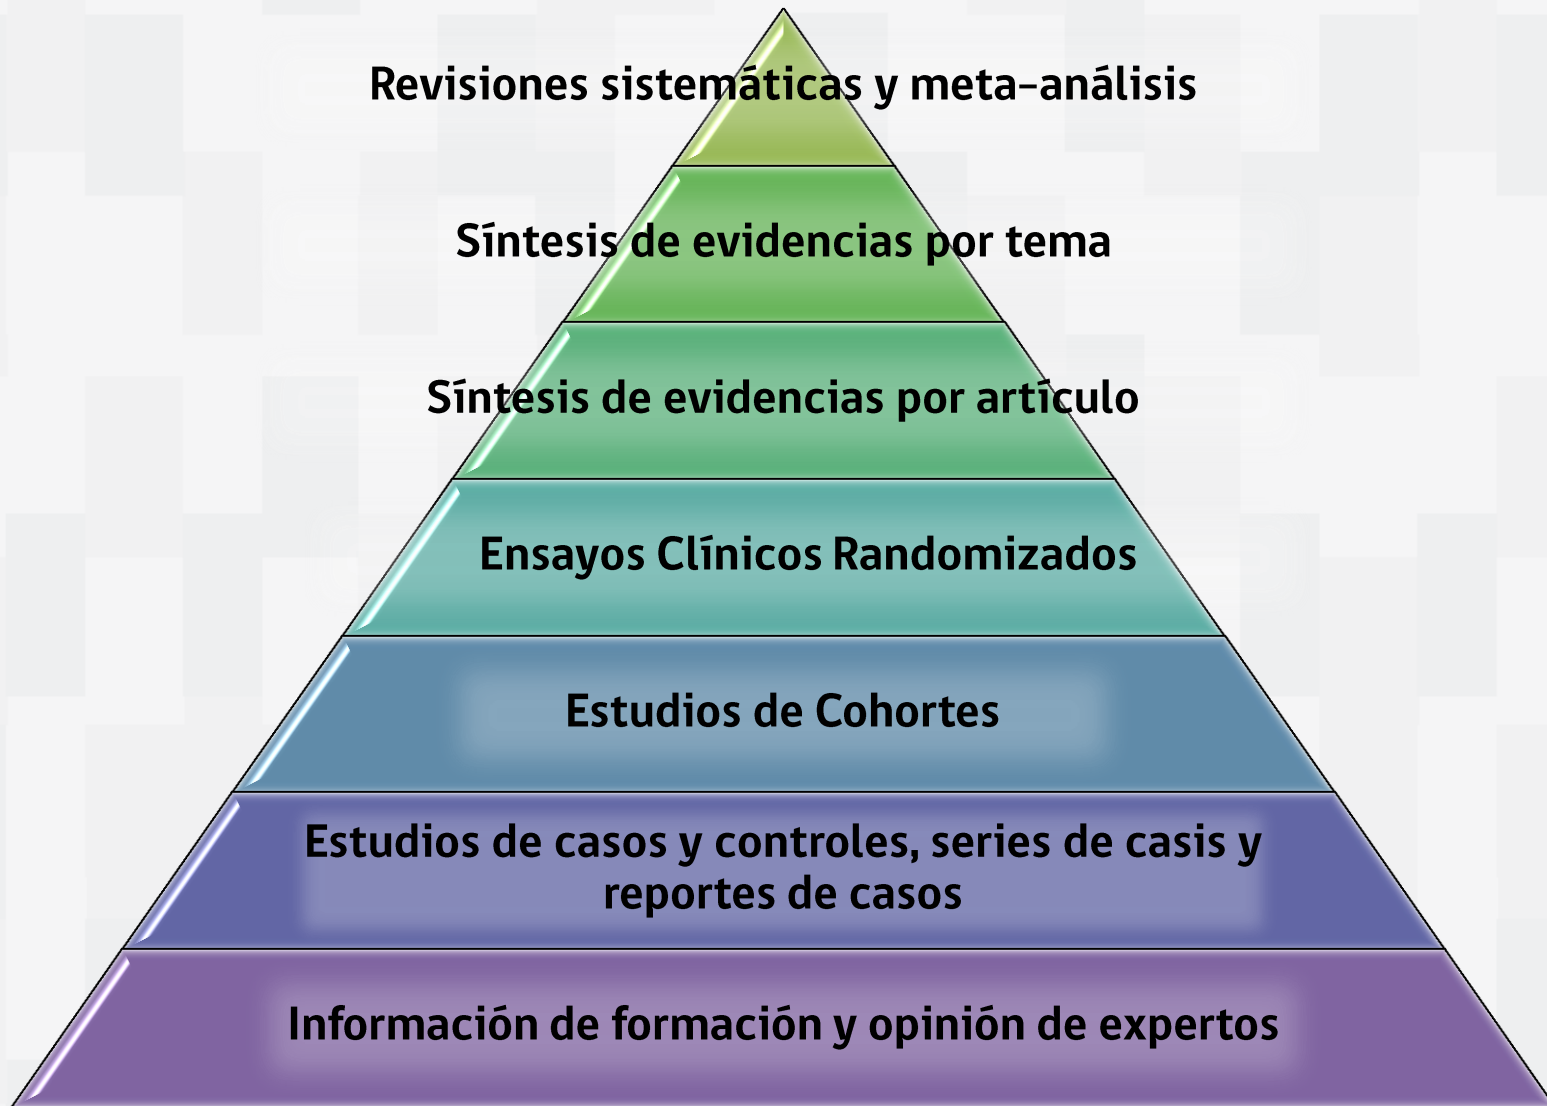 Revisiones sistemáticas y meta-análisis
Síntesis de evidencias por tema
Síntesis de evidencias por artículo
Ensayos Clínicos Randomizados
Estudios de Cohortes
Estudios de casos y controles, series de casis y
reportes de casos
Información de formación y opinión de expertos